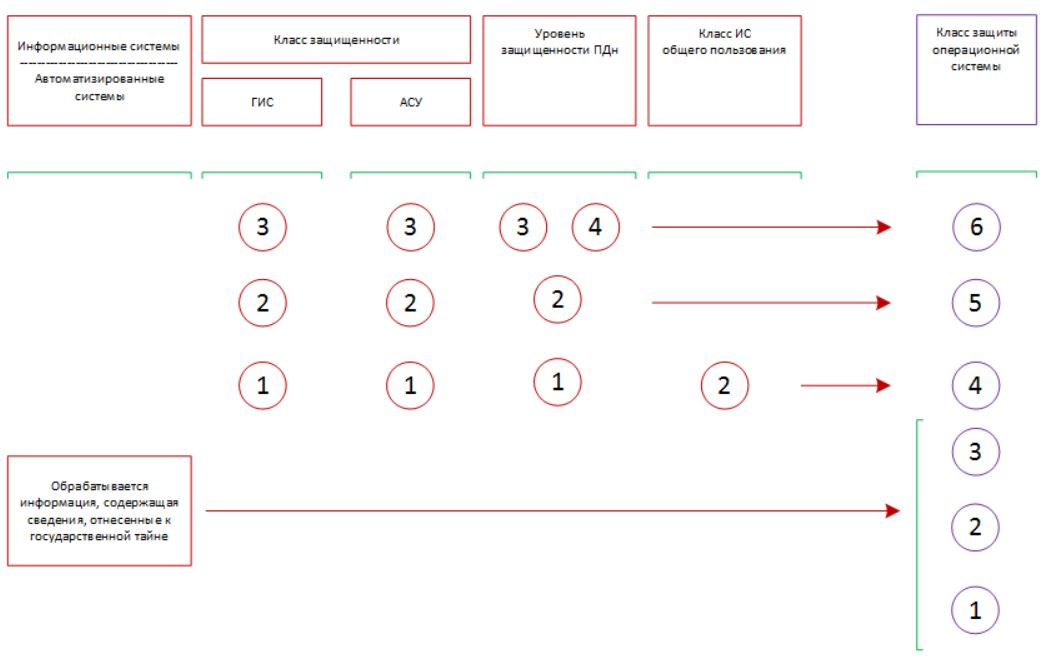 Информационные системы
------------------------------------
Автоматизированные
системы
Класс защищенности
ГИС
АСУ
Уровень
защищенности ПДн
Класс ИС
общего пользования
Класс защиты
операционной
системы
3 3 3 4 6
2 2 2 5
1 1 1 2 4
3
Обрабатывается
информация, содержащая
сведения, отнесенные к
государственной тайне
2
1